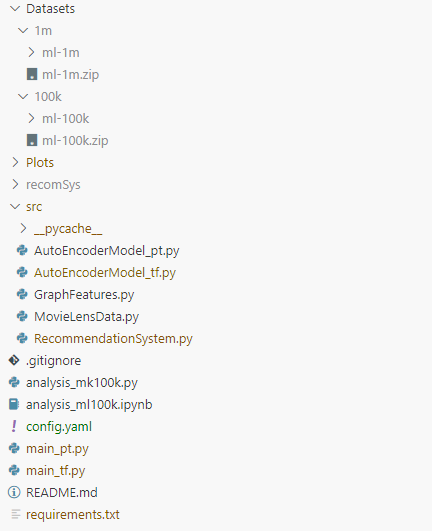 Datasets
1m
ml-1m
ml-1m.zip
100k
ml-100k
ml-100k.zip
Plots
recomSys
src
__pycache__
AutoEncoderModel_pt.py
AutoEncoderModel_tf.py
GraphFeatures.py
MovieLensData.py
RecommendationSystem.py
.gitignore
analysis_mk100k.py
analysis_ml100k.ipynb
! config.yaml
main_pt.py
main_tf.py
README.md
requirements.txt